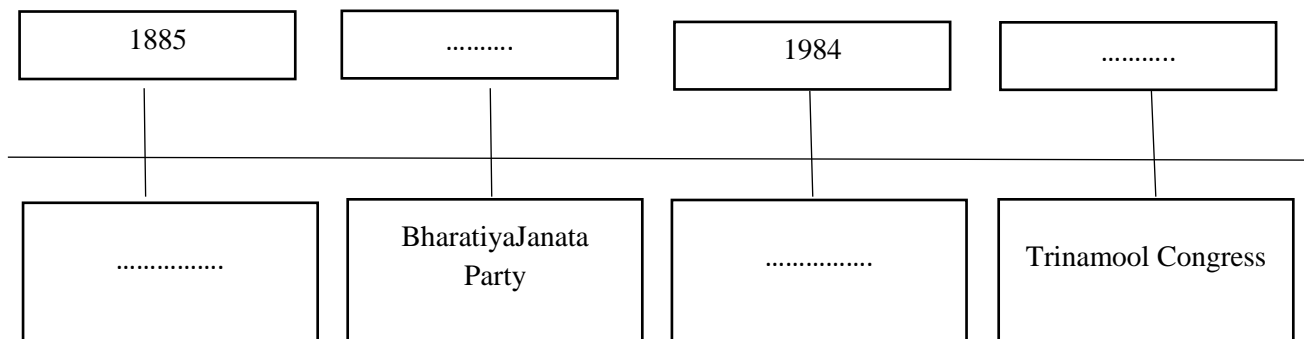 1885
..........
1984
...........
................
BharatiyaJanata
Party
................
Trinamool Congress